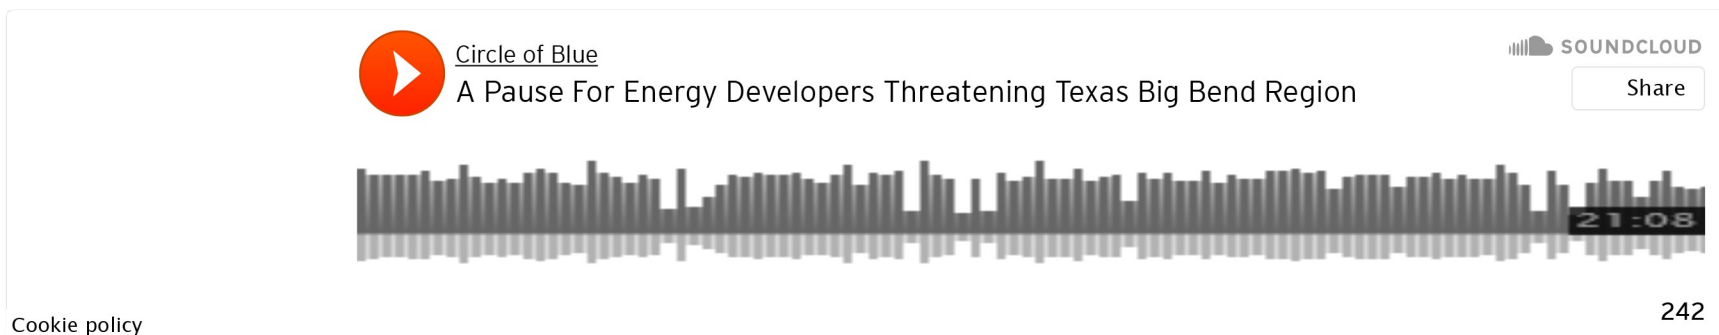 Circle of Blue
SOUNDCLOUD
A Pause For Energy Developers Threatening Texas Big Bend Region
Share
21:08
242
Cookie policy